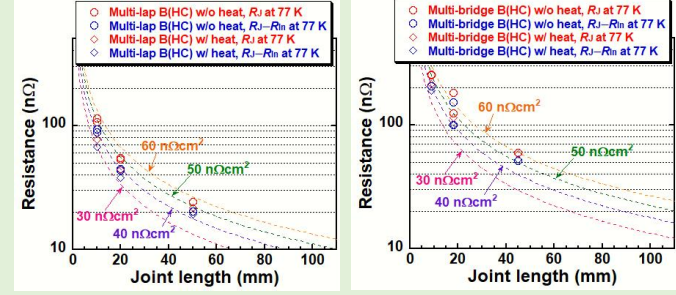 Multi-lap B(HC) w/o heat, RJ at 77 K
Multi-lap B(HC) w/o heat, RJ–RIn at 77 K
Multi-lap B(HC) w/ heat, RJ at 77 K
Multi-lap B(HC) w/ heat, RJ–RIn at 77 K
Resistance (nΩ)
100
10
60 nΩcm²
50 nΩcm²
30 nΩcm²
40 nΩcm²
0 20 40 60 80 100
Joint length (mm)
Multi-bridge B(HC) w/o heat, RJ at 77 K
Multi-bridge B(HC) w/o heat, RJ–RIn at 77 K
Multi-bridge B(HC) w/ heat, RJ at 77 K
Multi-bridge B(HC) w/ heat, RJ–RIn at 77 K
Resistance (nΩ)
100
10
60 nΩcm²
50 nΩcm²
30 nΩcm²
40 nΩcm²
0 20 40 60 80 100
Joint length (mm)